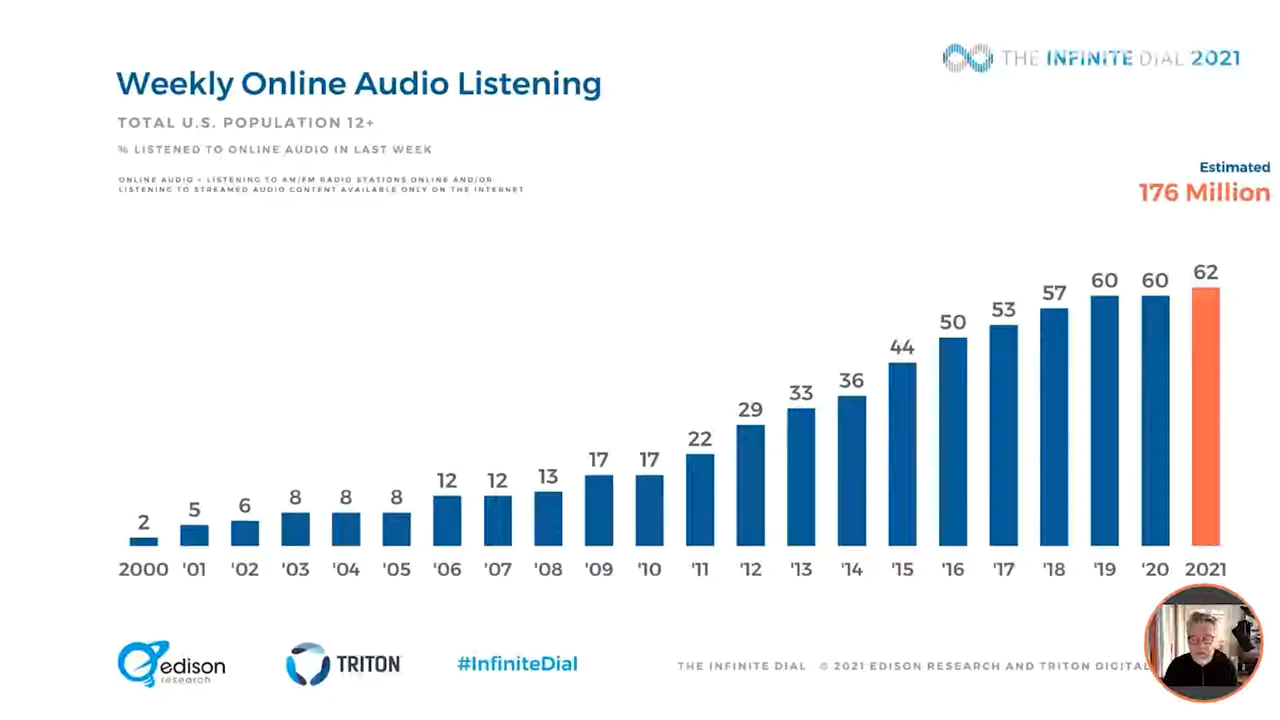 THE INFINITE DIAL 2021
Weekly Online Audio Listening
TOTAL U.S. POPULATION 12+
% LISTENED TO ONLINE AUDIO IN LAST WEEK
ONLINE AUDIO = LISTENING TO AM/FM RADIO STATIONS ONLINE AND/OR
LISTENING TO STREAMED AUDIO CONTENT AVAILABLE ONLY ON THE INTERNET
Estimated
176 Million
2 5 6 8 8 8 12 12 13 17 17 22 29 33 36 44 50 53 57 60 60 62
2000 '01 '02 '03 '04 '05 '06 '07 '08 '09 '10 '11 '12 '13 '14 '15 '16 '17 '18 '19 '20 2021
edison
research
TRITON
#InfiniteDial
THE INFINITE DIAL © 2021 EDISON RESEARCH AND TRITON DIGITAL